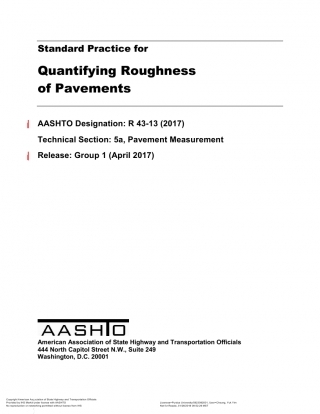 Standard Practice for
Quantifying Roughness
of Pavements
AASHTO Designation: R 43-13 (2017)
Technical Section: 5a, Pavement Measurement
Release: Group 1 (April 2017)
AASHTO
American Association of State Highway and Transportation Officials
444 North Capitol Street N.W., Suite 249
Washington, D.C. 20001